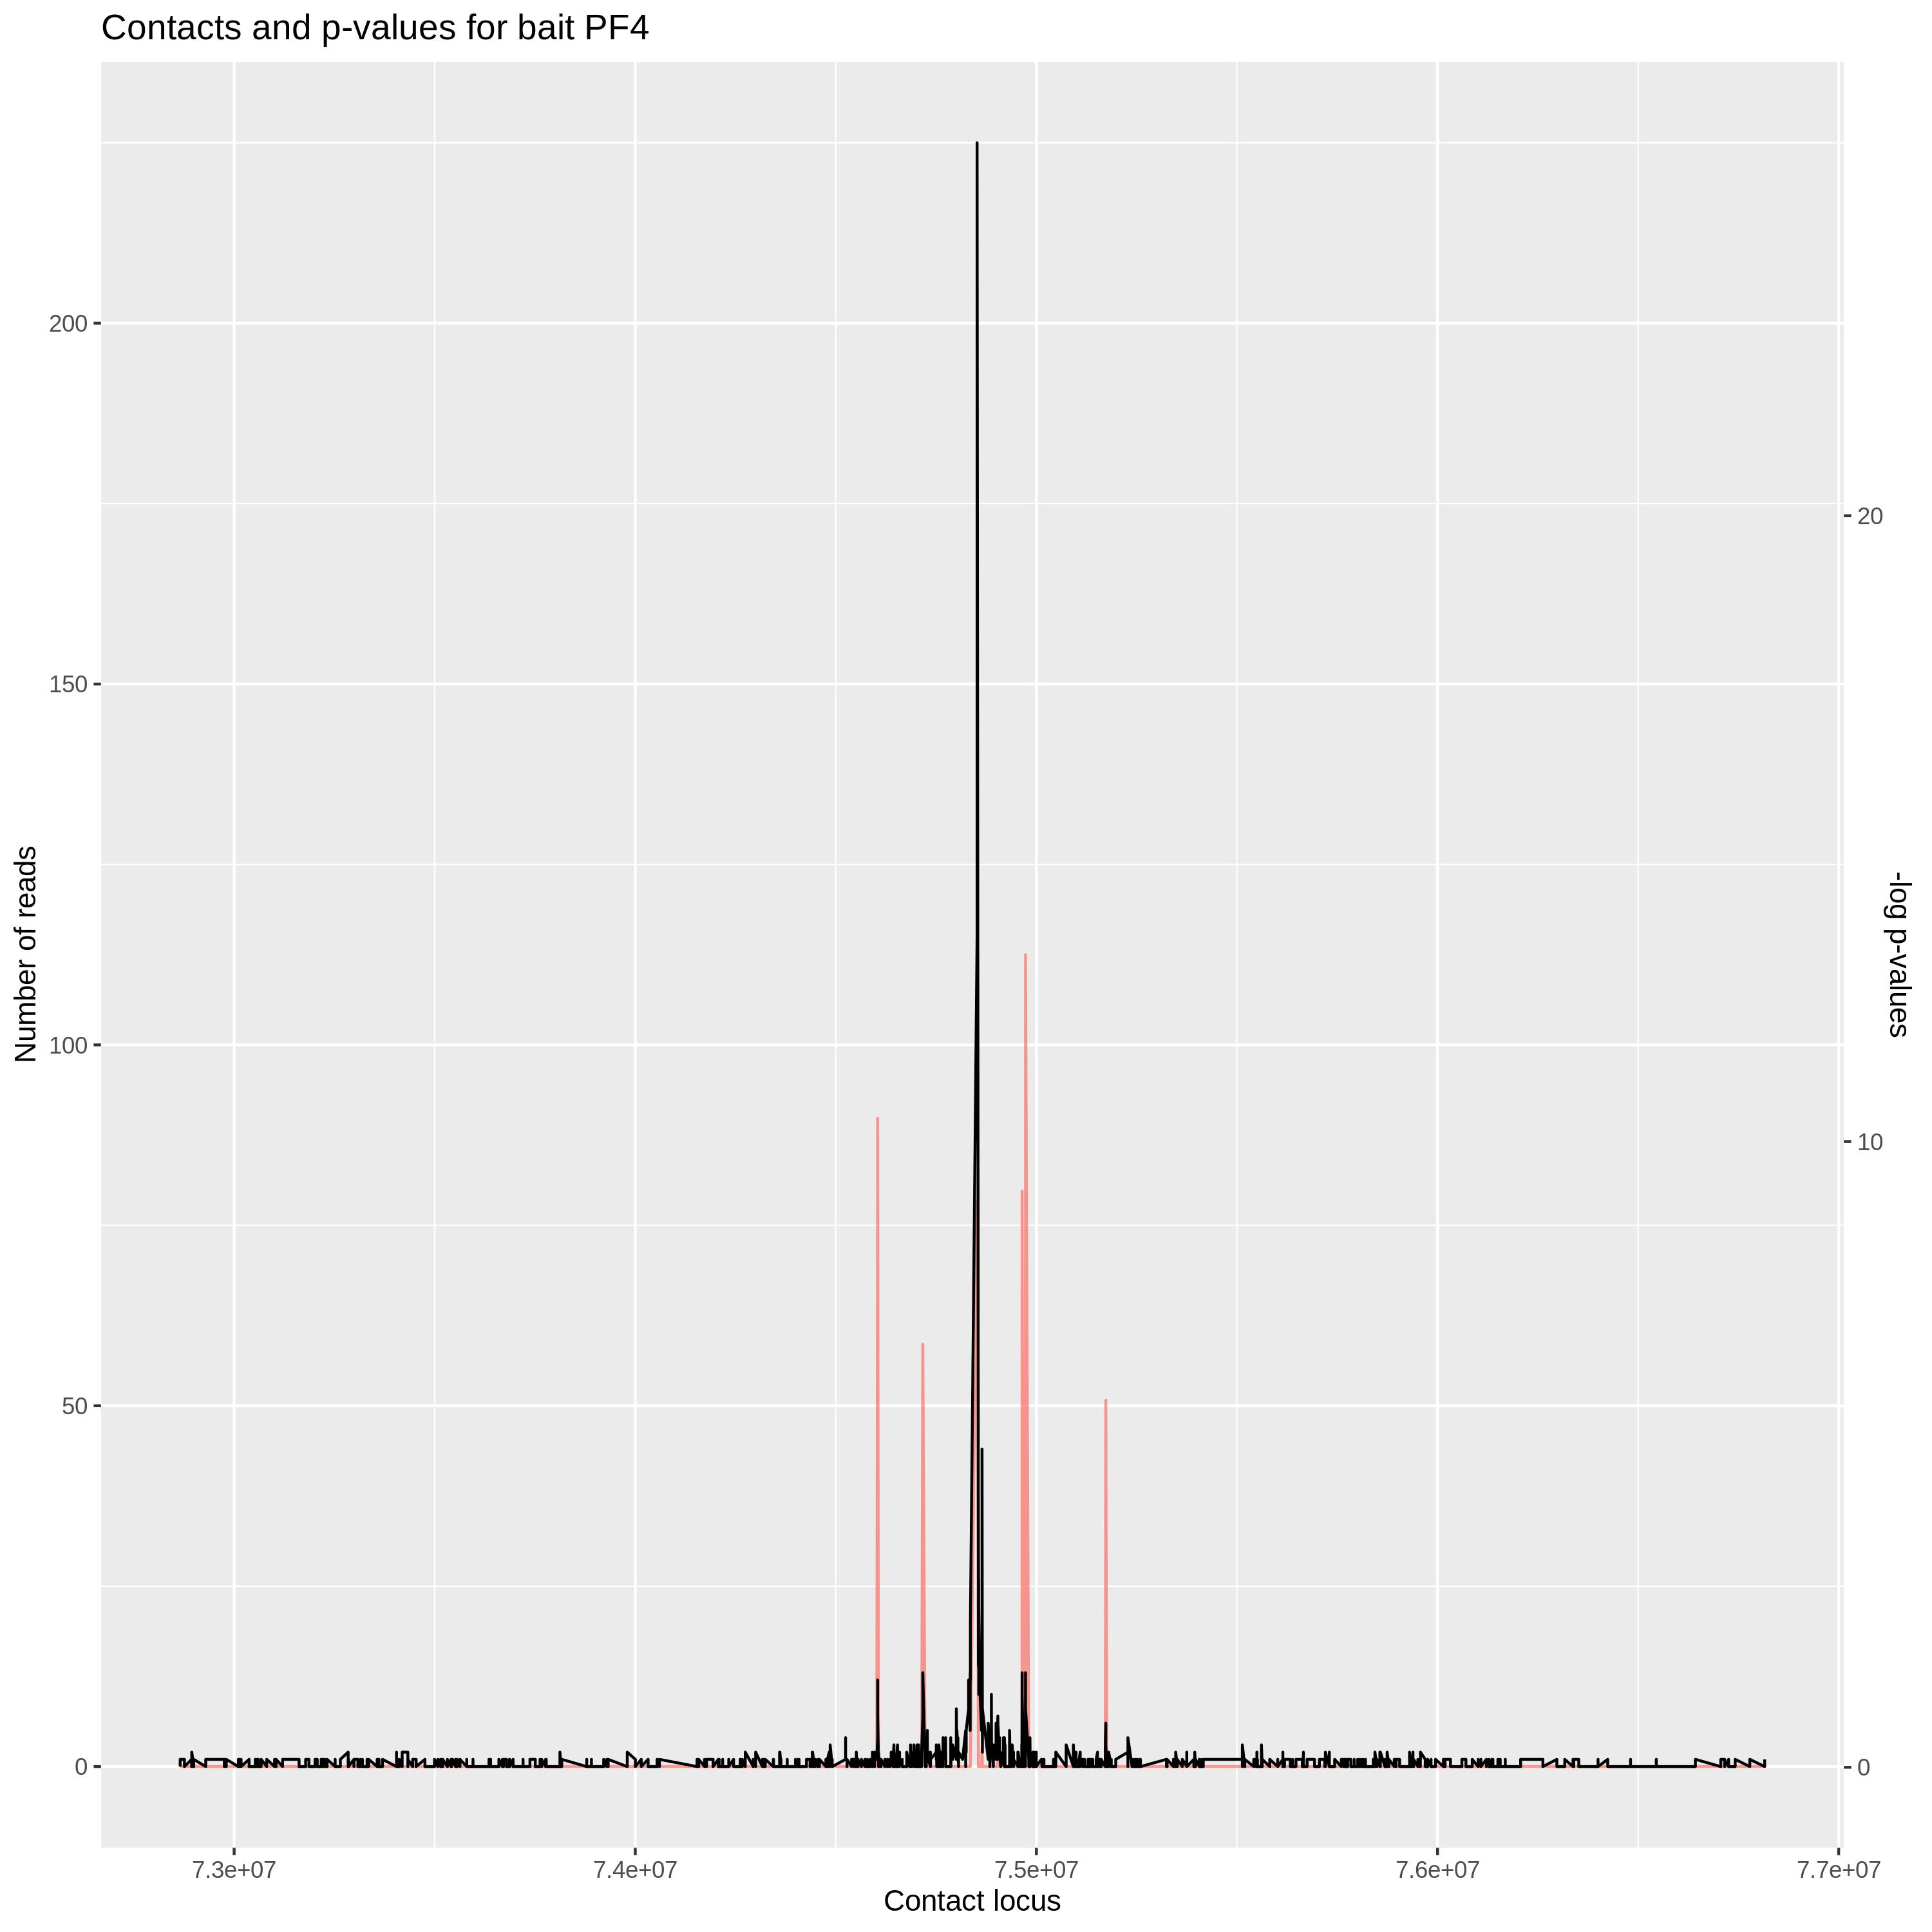 Contacts and p-values for bait PF4
Number of reads
200
150
100
50
0
20
10
0
-log p-values
7.3e+07
7.4e+07
7.5e+07
7.6e+07
7.7e+07
Contact locus